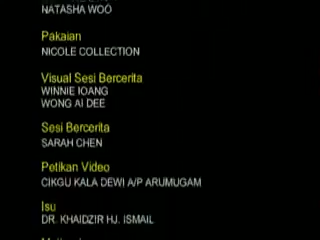 NATASHA WOO
Pakaian
NICOLE COLLECTION
Visual Sesi Bercerita
WINNIE IOANG
WONG AI DEE
Sesi Bercerita
SARAH CHEN
Petikan Video
CIKGU KALA DEWI A/P ARUMUGAM
Isu
DR. KHAIDZIR HJ. ISMAIL